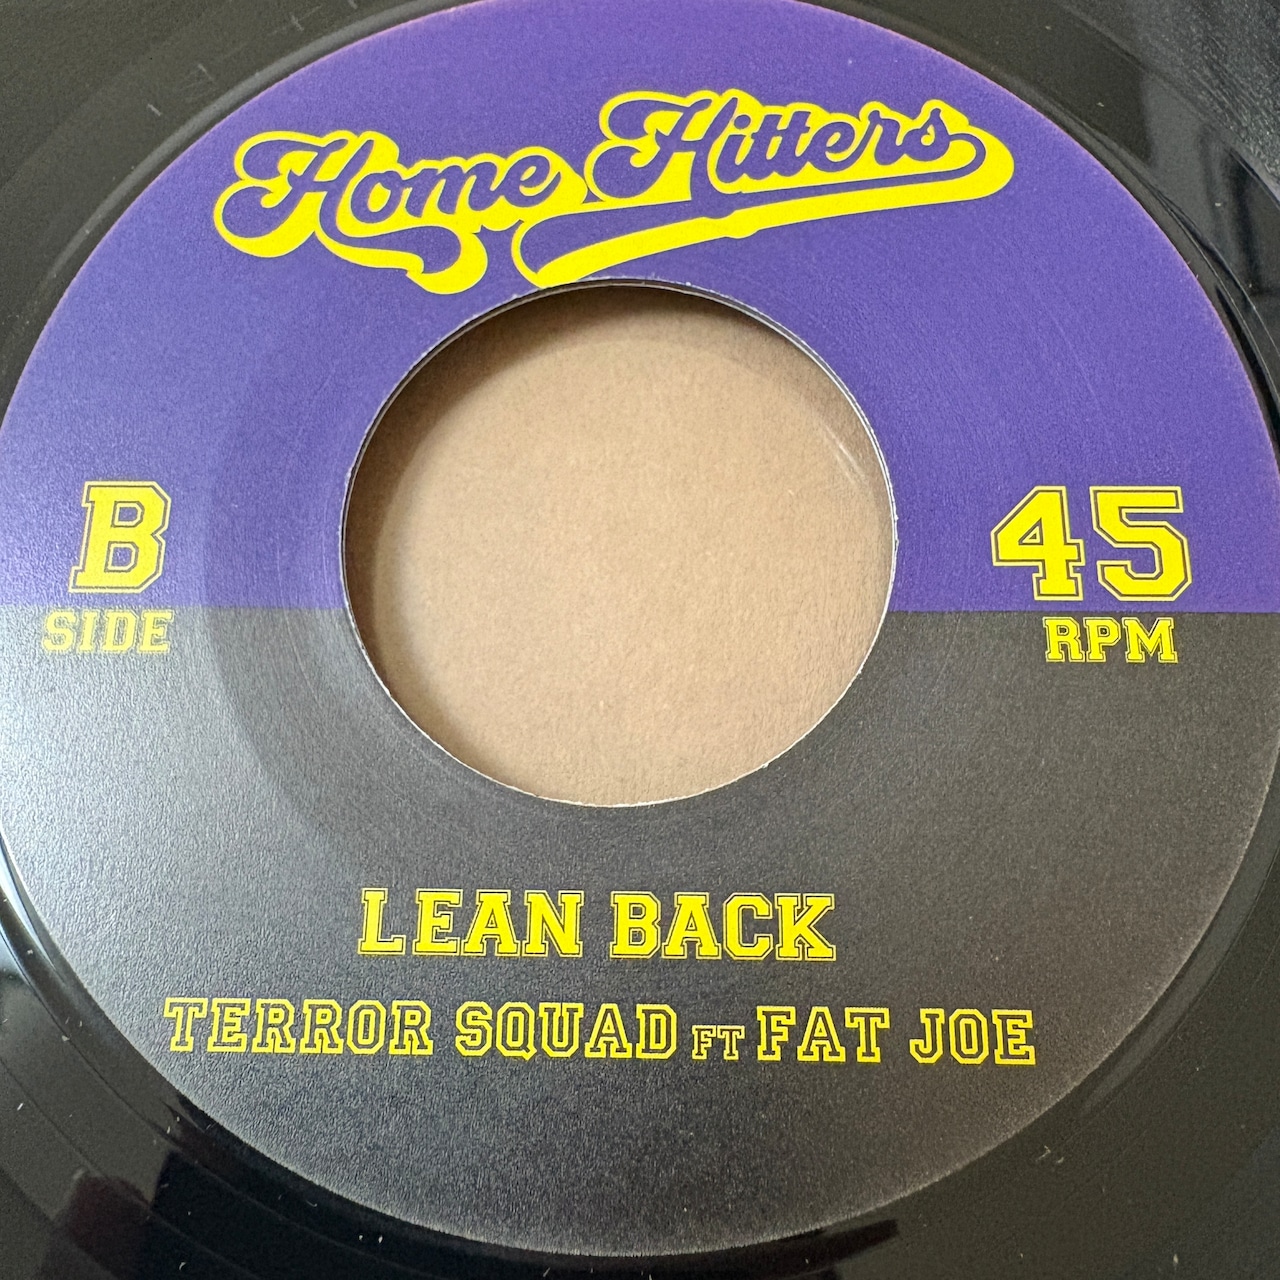 Home Hitters
B
SIDE
45
RPM
LEAN BACK
TERROR SQUAD FT FAT JOE